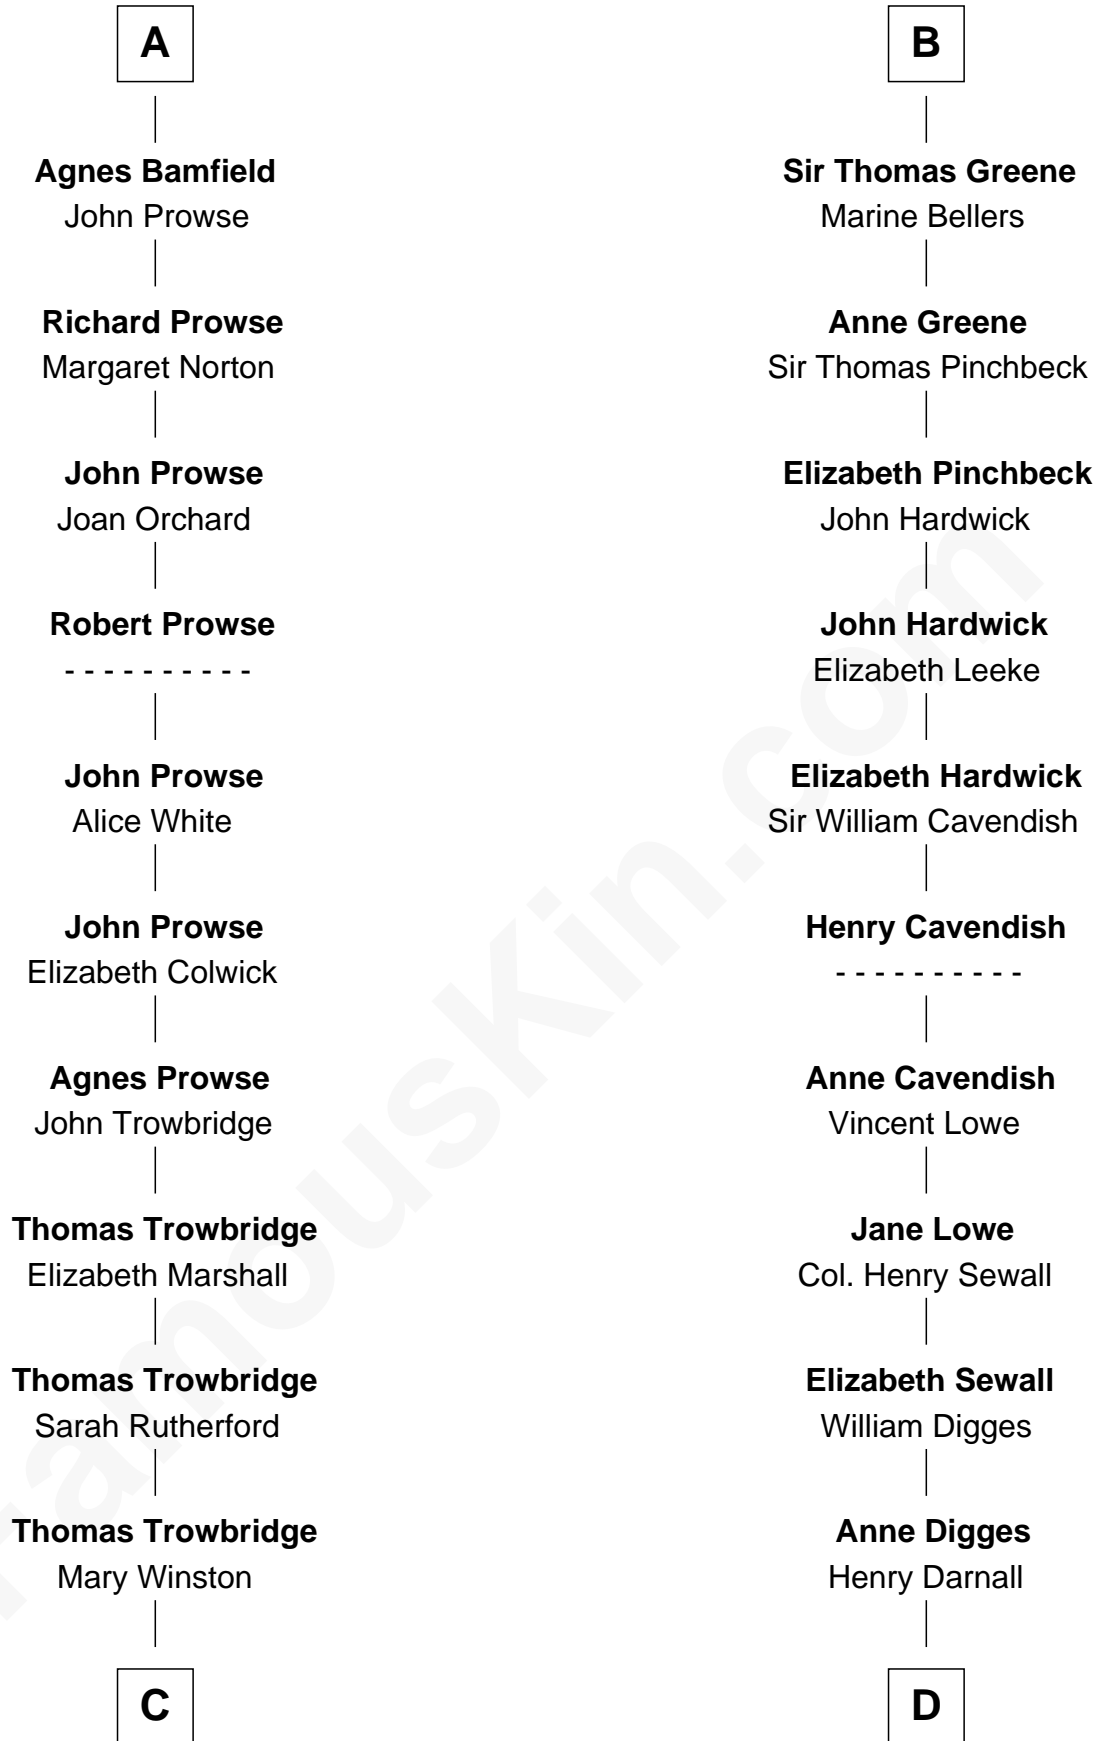 A
Agnes Bamfield
John Prowse
Richard Prowse
Margaret Norton
John Prowse
Joan Orchard
Robert Prowse
- - - - - - - - - -
John Prowse
Alice White
John Prowse
Elizabeth Colwick
Agnes Prowse
John Trowbridge
Thomas Trowbridge
Elizabeth Marshall
Thomas Trowbridge
Sarah Rutherford
Thomas Trowbridge
Mary Winston
C
B
Sir Thomas Greene
Marine Bellers
Anne Greene
Sir Thomas Pinchbeck
Elizabeth Pinchbeck
John Hardwick
John Hardwick
Elizabeth Leeke
Elizabeth Hardwick
Sir William Cavendish
Henry Cavendish
- - - - - - - - - -
Anne Cavendish
Vincent Lowe
Jane Lowe
Col. Henry Sewall
Elizabeth Sewall
William Digges
Anne Digges
Henry Darnall
D
FamousKin.com